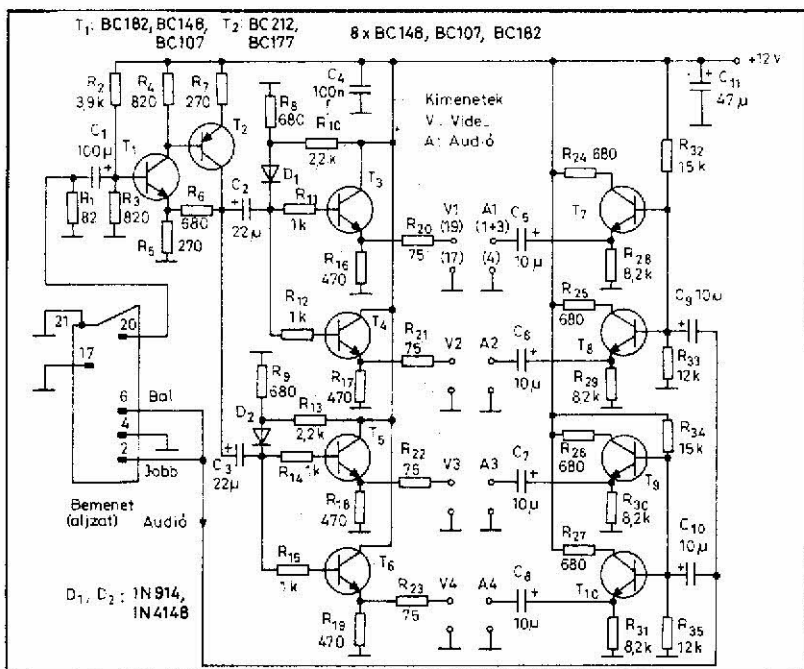 T1: BC182, BC148, BC107
T2: BC212, BC177
8 x BC148, BC107, BC182
+12 V
R2 3,9k
R4 820
R7 270
T2
C1 100µ
T1
R1 82
R3 820
R5 270
R6 680
C2 22µ
R8 680
C4 100n
R10 2,2k
D1
R11 1k
T3
R16 470
R20 75
R12 1k
T4
R17 470
R21 75
R9 680
D2
R13 2,2k
C3 22µ
R14 1k
T5
R18 470
R22 75
R15 1k
T6
R19 470
R23 75
Kimenetek
V: Vide
A: Audió
V1 (19)
(17)
A1 (1+3)
(4)
V2
A2
V3
A3
V4
A4
C5 10µ
C6 10µ
C7 10µ
C8 10µ
C11 47µ
R24 680
R32 15k
T7
R28 8,2k
R25 680
C9 10µ
T8
R29 8,2k
R33 12k
R34 15k
R26 680
T9
R30 8,2k
R27 680
C10 10µ
T10
R31 8,2k
R35 12k
21
20
17
6
Bal
4
2
Jobb
Bemenet
(aljzat)
Audió
D1, D2: 1N914,
1N4148